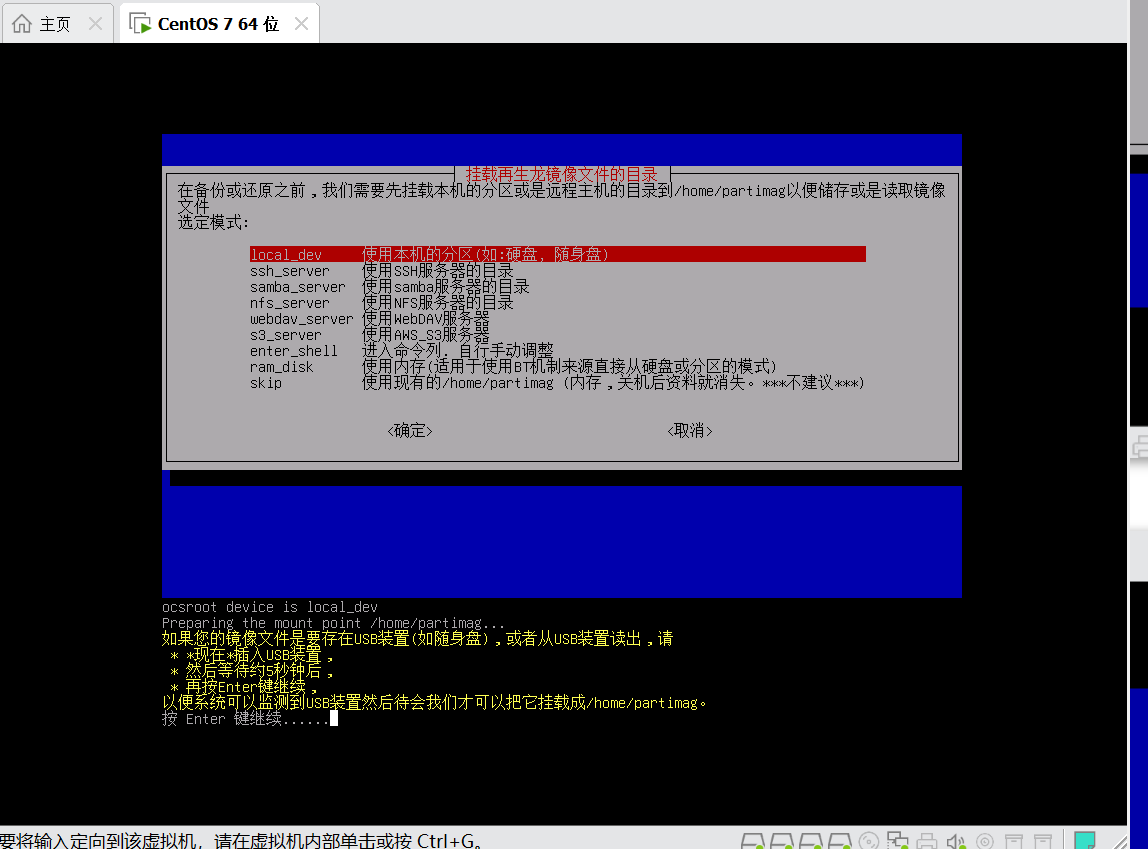 主页
CentOS 7 64 位
挂载再生龙镜像文件的目录
在备份或还原之前,我们需要先挂载本机的分区或是远程主机的目录到/home/partimag以便储存或是读取镜像
文件
选定模式:
local_dev 使用本机的分区(如:硬盘, 随身盘)
ssh_server 使用SSH服务器的目录
samba_server 使用samba服务器的目录
nfs_server 使用NFS服务器的目录
webdav_server 使用WebDAV服务器
s3_server 使用AWS_S3服务器
enter_shell 进入命令列. 自行手动调整
ram_disk 使用内存(适用于使用BT机制来源直接从硬盘或分区的模式)
skip 使用现有的/home/partimag (内存,关机后资料就消失。***不建议***)
<确定> <取消>
ocsroot device is local_dev
Preparing the mount point /home/partimag...
如果您的镜像文件是要存在USB装置(如随身盘),或者从USB装置读出,请
* *现在*插入USB装置,
* 然后等待约5秒钟后,
* 再按Enter键继续,
以便系统可以监测到USB装置然后待会我们才可以把它挂载成/home/partimag。
按 Enter 键继续......
要将输入定向到该虚拟机，请在虚拟机内部单击或按 Ctrl+G。